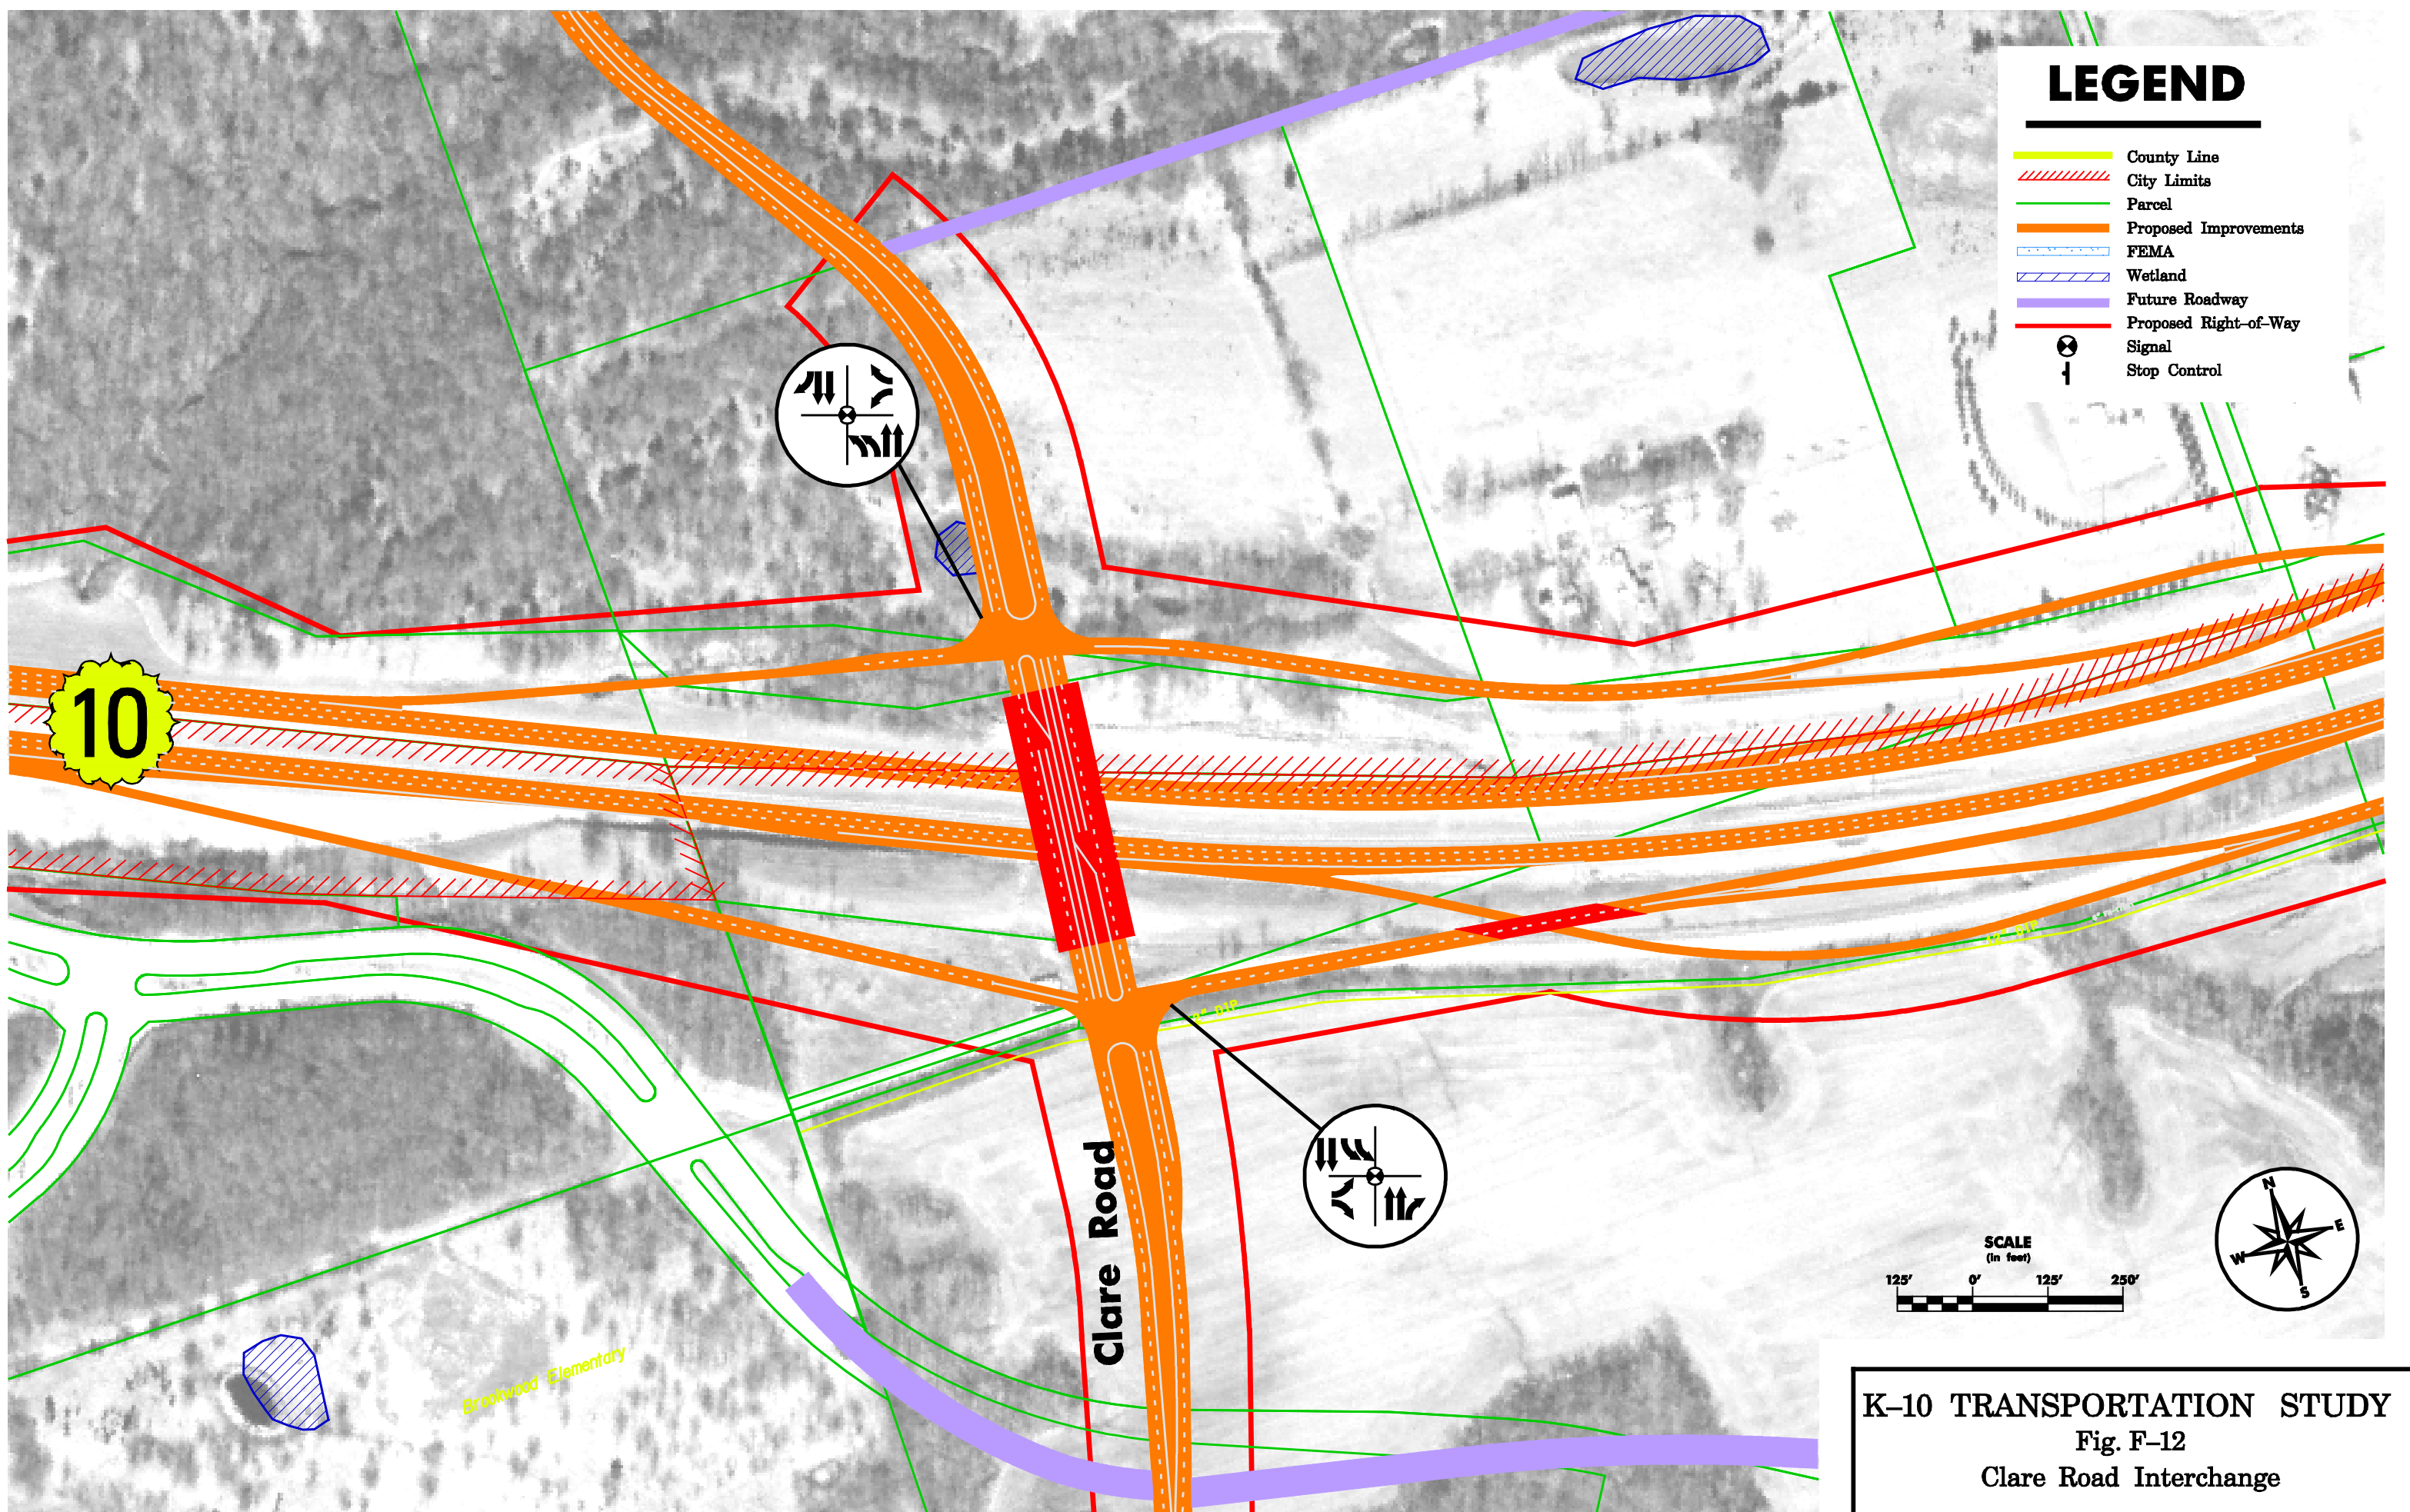 LEGEND
County Line
City Limits
Parcel
Proposed Improvements
FEMA
Wetland
Future Roadway
Proposed Right-of-Way
Signal
Stop Control
10
Clare Road
Brookwood Elementary
N
E
W
S
SCALE
(in feet)
125' 0' 125' 250'
K-10 TRANSPORTATION STUDY
Fig. F-12
Clare Road Interchange